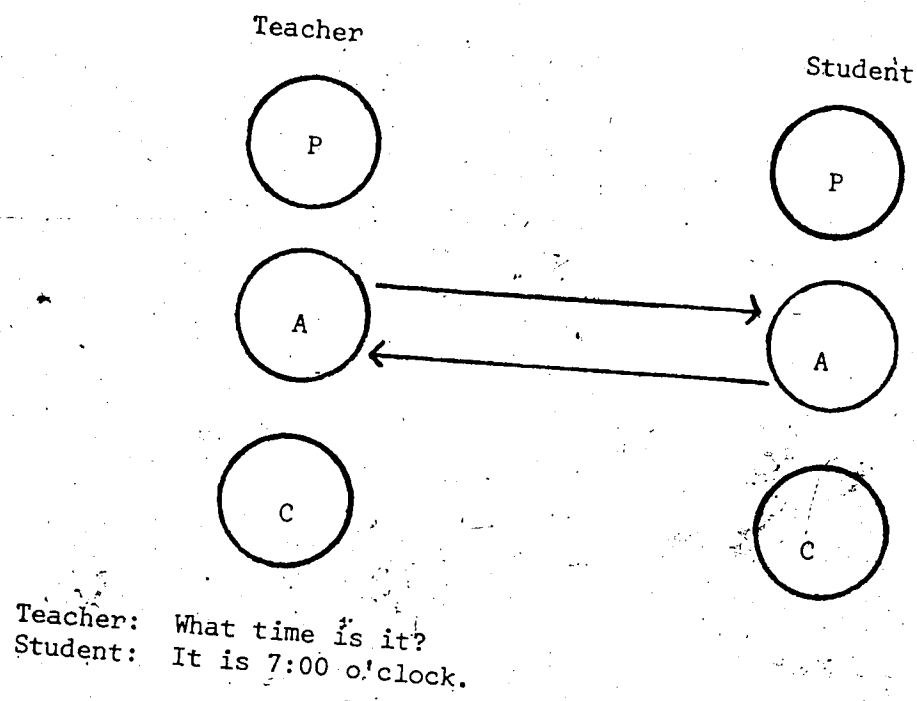 Teacher
Student
P
P
A
A
C
C
Teacher: What time is it?
Student: It is 7:00 o'clock.